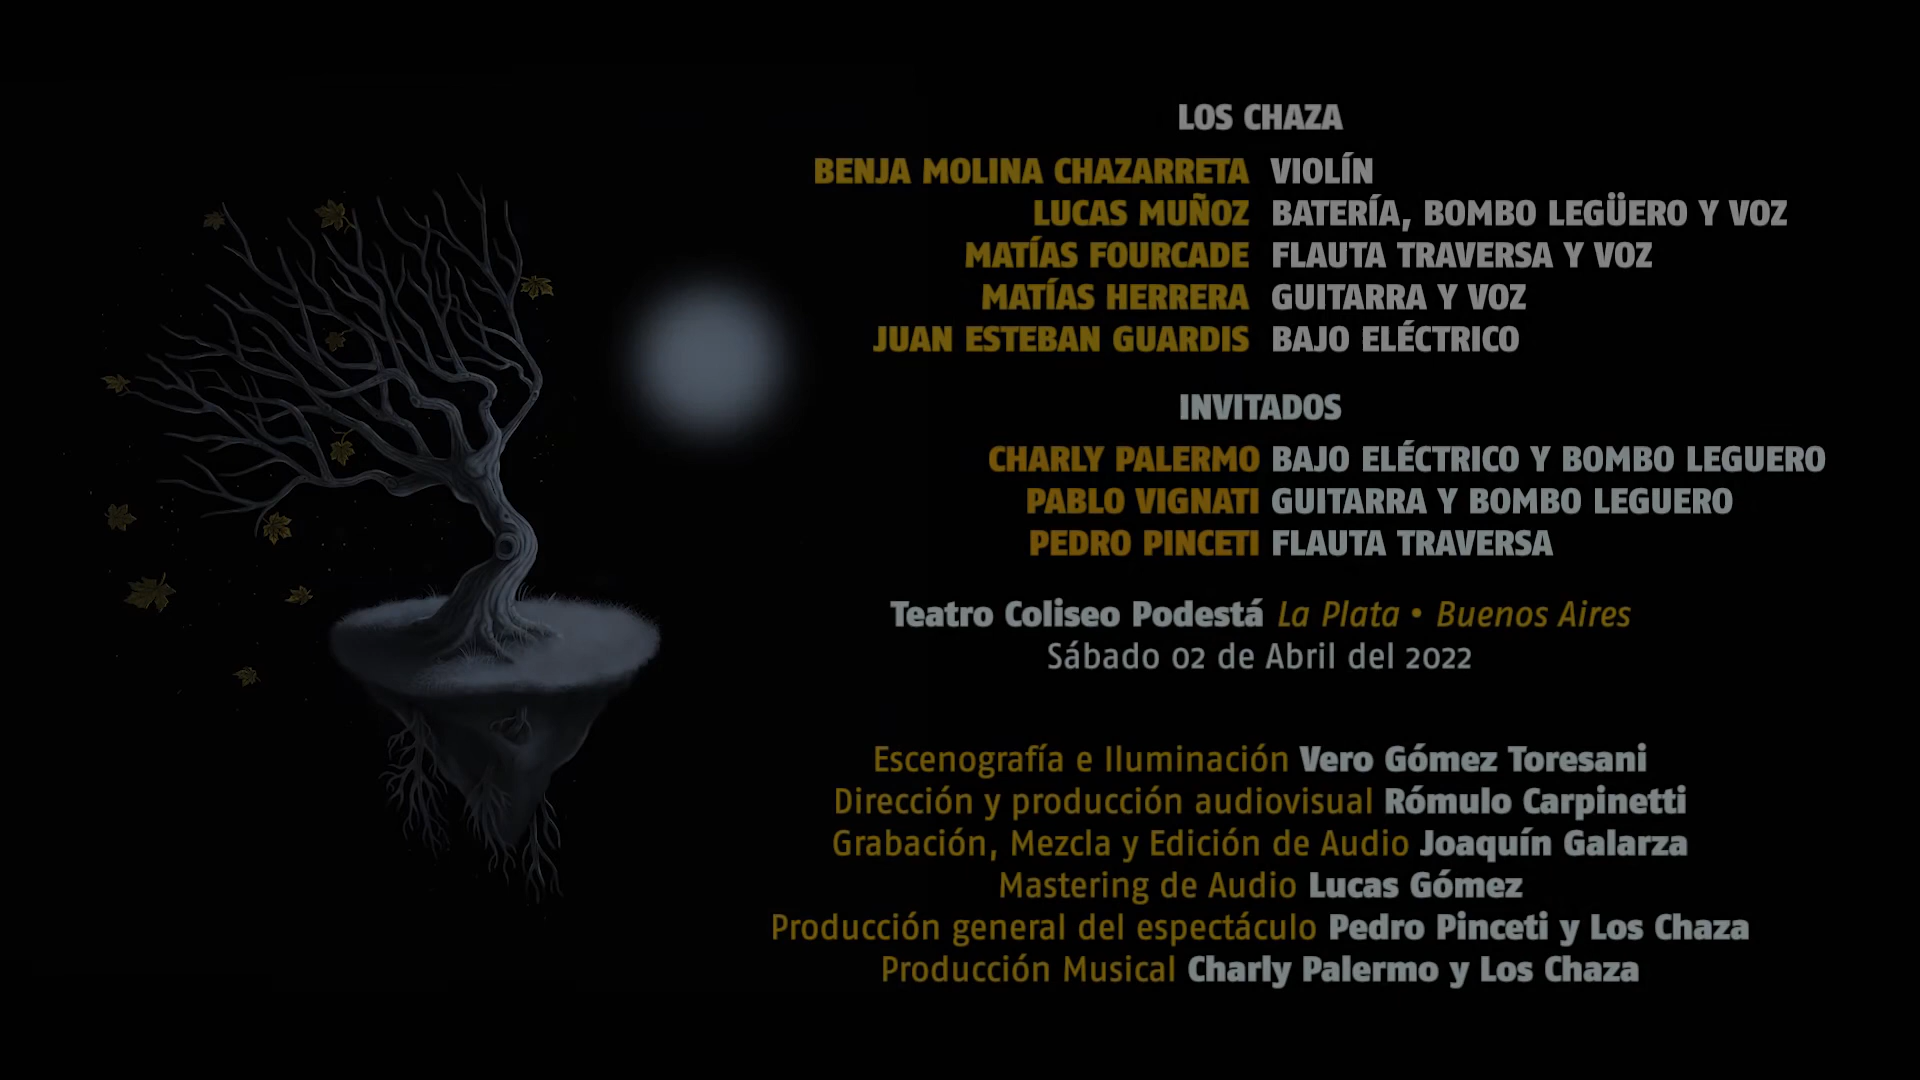 LOS CHAZA
BENJA MOLINA CHAZARRETA VIOLÍN
LUCAS MUÑOZ BATERÍA, BOMBO LEGÜERO Y VOZ
MATÍAS FOURCADE FLAUTA TRAVERSA Y VOZ
MATÍAS HERRERA GUITARRA Y VOZ
JUAN ESTEBAN GUARDIS BAJO ELÉCTRICO
INVITADOS
CHARLY PALERMO BAJO ELÉCTRICO Y BOMBO LEGUERO
PABLO VIGNATI GUITARRA Y BOMBO LEGUERO
PEDRO PINCETI FLAUTA TRAVERSA
Teatro Coliseo Podestá La Plata • Buenos Aires
Sábado 02 de Abril del 2022
Escenografía e Iluminación Vero Gómez Toresani
Dirección y producción audiovisual Rómulo Carpinetti
Grabación, Mezcla y Edición de Audio Joaquín Galarza
Mastering de Audio Lucas Gómez
Producción general del espectáculo Pedro Pinceti y Los Chaza
Producción Musical Charly Palermo y Los Chaza